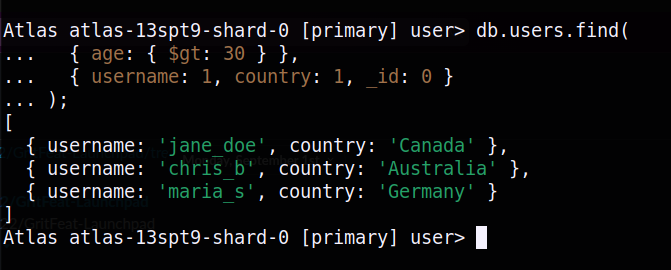 Atlas atlas-13spt9-shard-0 [primary] user> db.users.find(
...   { age: { $gt: 30 } },
...   { username: 1, country: 1, _id: 0 }
... );
[
  { username: 'jane_doe', country: 'Canada' },
  { username: 'chris_b', country: 'Australia' },
  { username: 'maria_s', country: 'Germany' }
]
Atlas atlas-13spt9-shard-0 [primary] user>